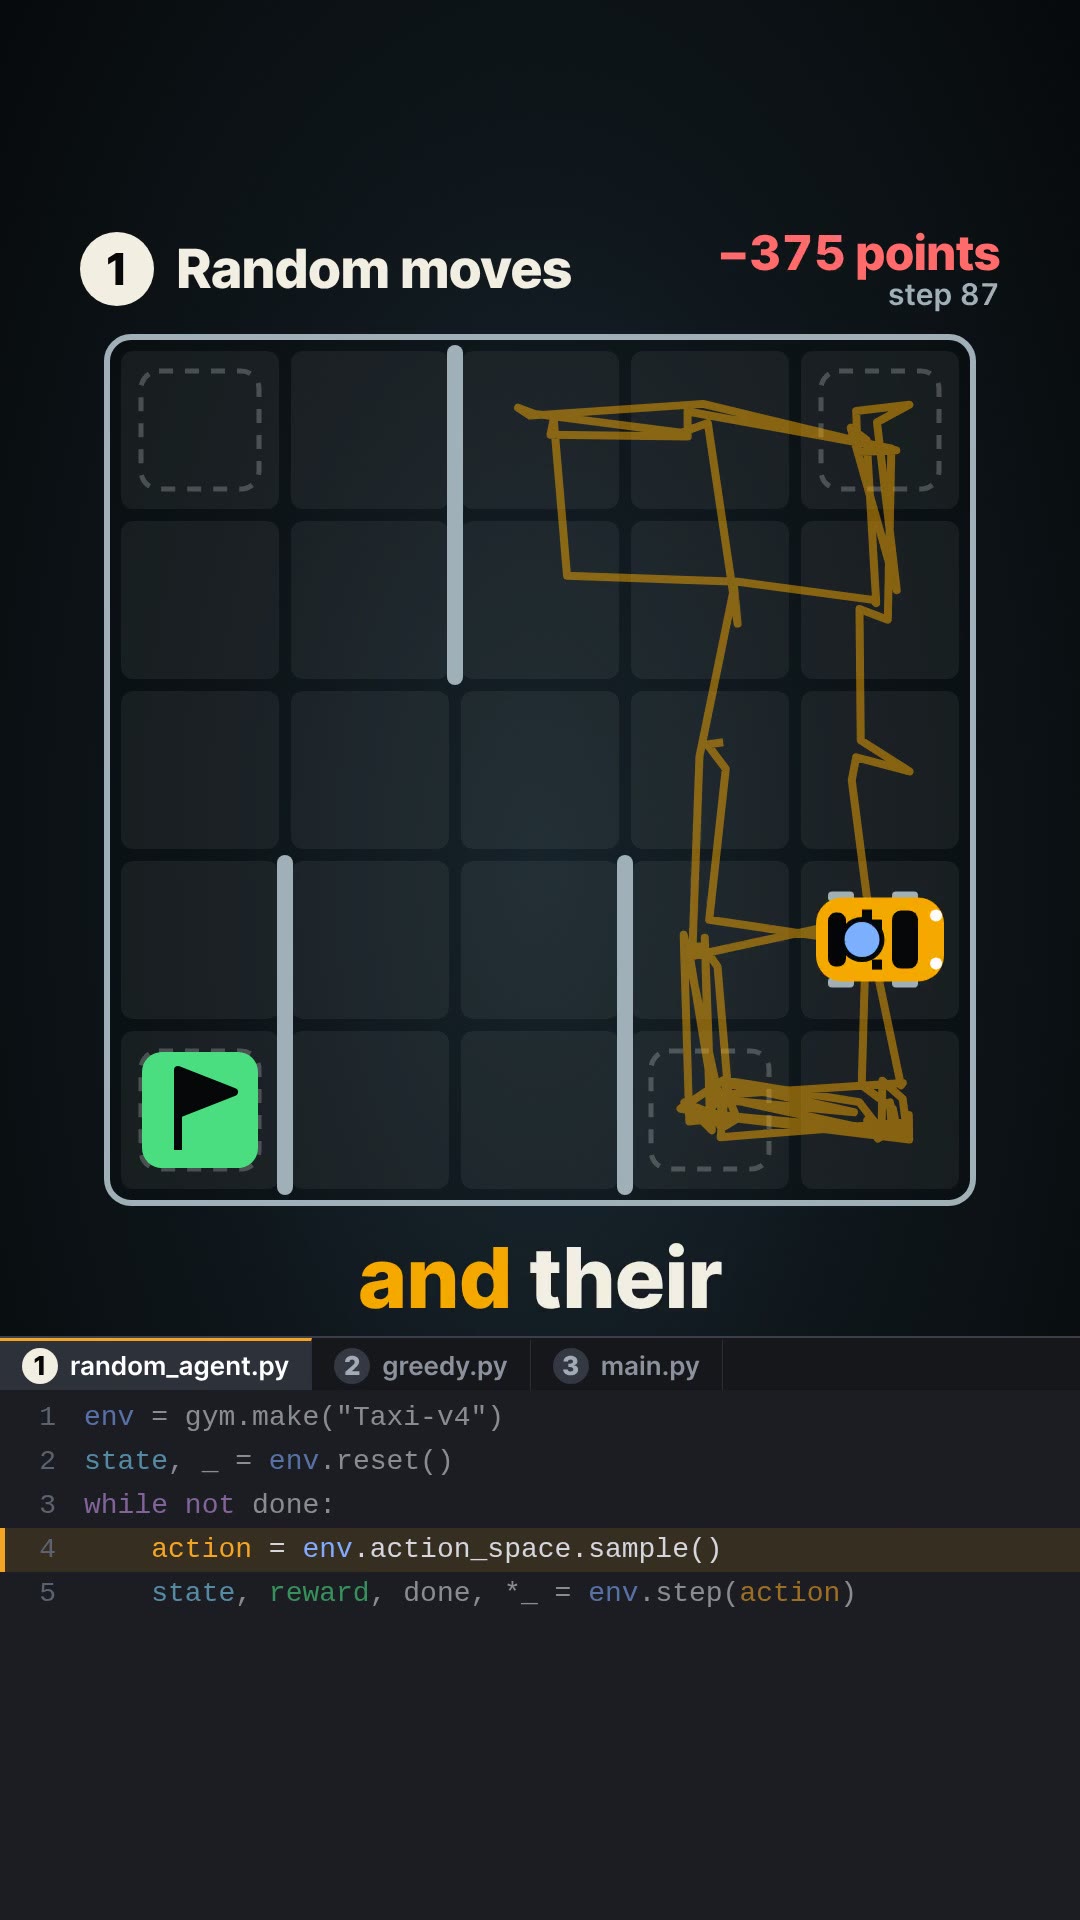 1 Random moves
−375 points
step 87
and their
1 random_agent.py 2 greedy.py 3 main.py
1 env = gym.make("Taxi-v4")
2 state, _ = env.reset()
3 while not done:
4     action = env.action_space.sample()
5     state, reward, done, *_ = env.step(action)